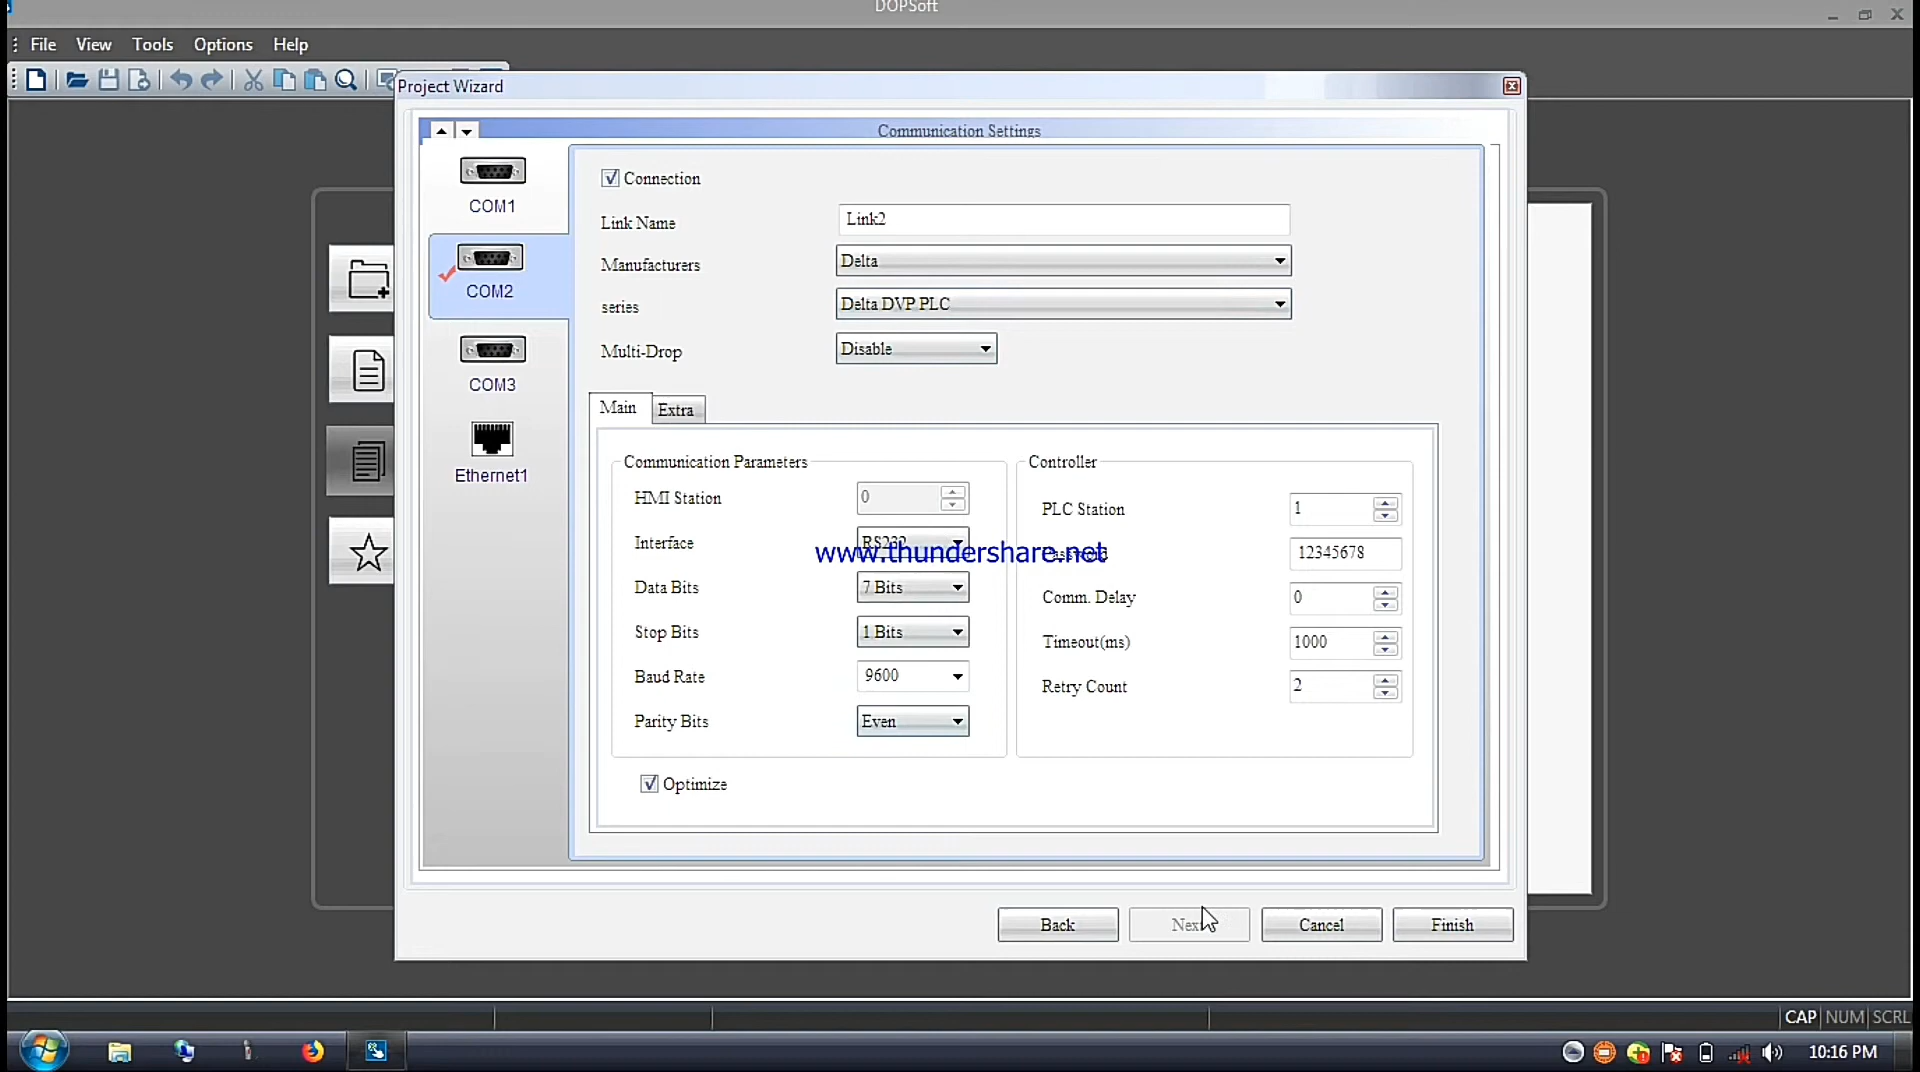 DOPSoft
File View Tools Options Help
Project Wizard
Communication Settings
COM1
COM2
COM3
Ethernet1
Connection
Link Name Link2
Manufacturers Delta
series Delta DVP PLC
Multi-Drop Disable
Main Extra
Communication Parameters
HMI Station 0
Interface RS232
Data Bits 7 Bits
Stop Bits 1 Bits
Baud Rate 9600
Parity Bits Even
Optimize
Controller
PLC Station 1
Password 12345678
Comm. Delay 0
Timeout(ms) 1000
Retry Count 2
www.thundershare.net
Back Next Cancel Finish
CAP NUM SCRL
10:16 PM